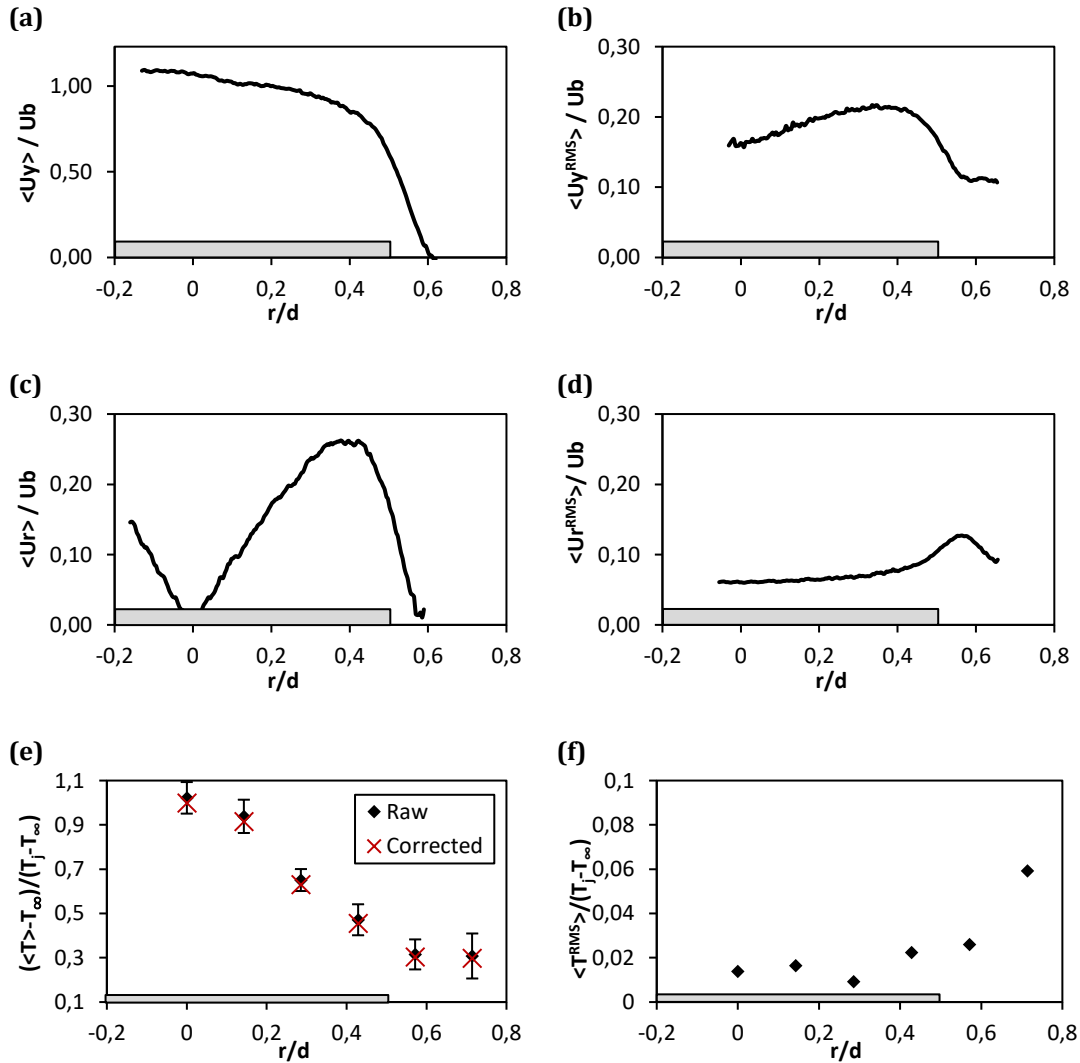 (a)
(b)
<Uy> / Ub
1,00
0,50
0,00
-0,2 0 0,2 0,4 0,6 0,8
r/d
<Uy^RMS> / Ub
0,30
0,20
0,10
0,00
-0,2 0 0,2 0,4 0,6 0,8
r/d
(c)
(d)
<Ur> / Ub
0,30
0,20
0,10
0,00
-0,2 0 0,2 0,4 0,6 0,8
r/d
<Ur^RMS>/ Ub
0,30
0,20
0,10
0,00
-0,2 0 0,2 0,4 0,6 0,8
r/d
(e)
(f)
(<T>-T∞)/(Tj-T∞)
1,1
0,9
0,7
0,5
0,3
0,1
Raw
Corrected
-0,2 0 0,2 0,4 0,6 0,8
r/d
<T^RMS>/(Tj-T∞)
0,1
0,08
0,06
0,04
0,02
0
-0,2 0 0,2 0,4 0,6 0,8
r/d